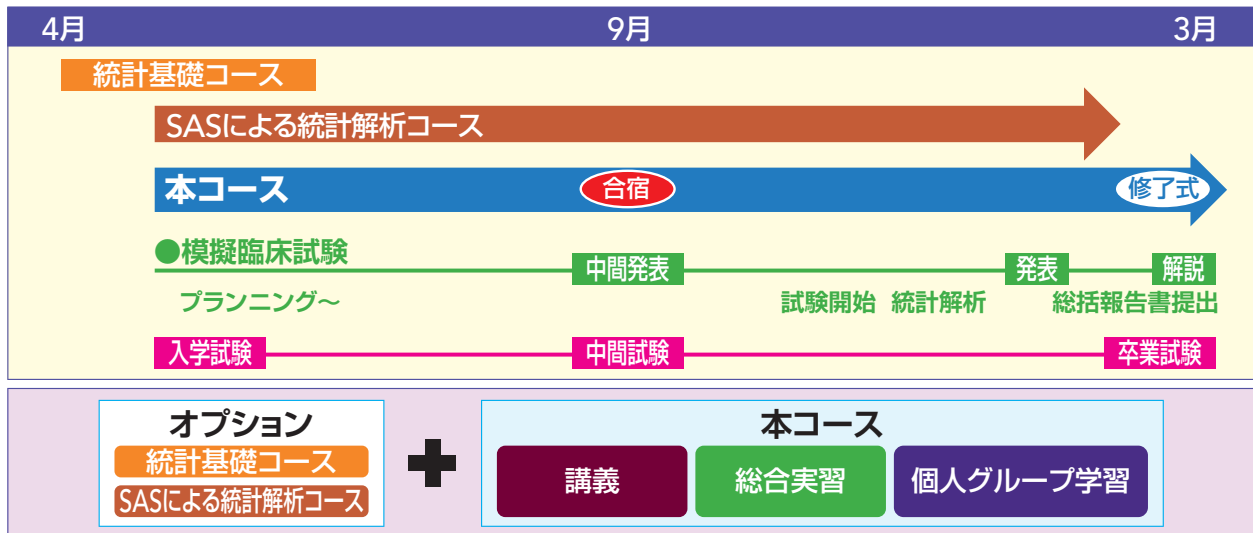 4月 9月 3月
統計基礎コース
SASによる統計解析コース
本コース 合宿 修了式
●模擬臨床試験
中間発表 発表 解説
プランニング〜 試験開始 統計解析 総括報告書提出
入学試験 中間試験 卒業試験
オプション
統計基礎コース
SASによる統計解析コース
本コース
講義 総合実習 個人グループ学習